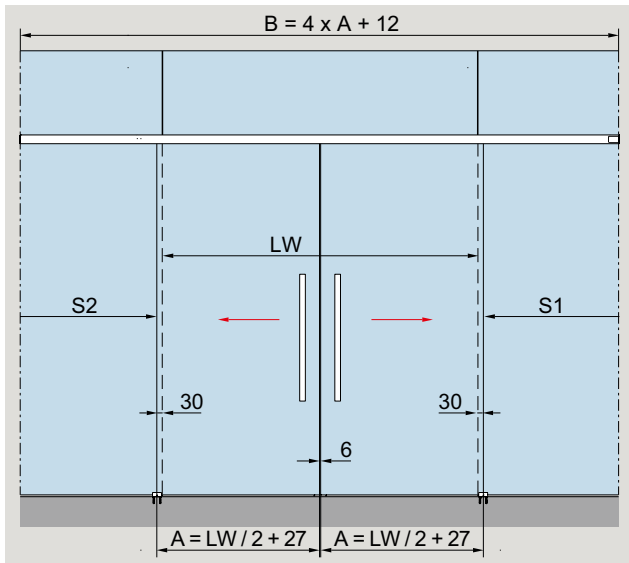 B = 4 x A + 12
LW
S2
S1
30
30
6
A = LW / 2 + 27
A = LW / 2 + 27